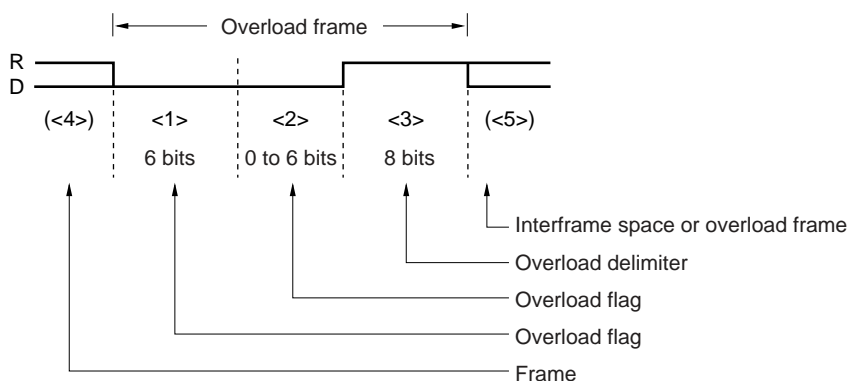 Overload frame
R
D
(<4>) <1> <2> <3> (<5>)
6 bits 0 to 6 bits 8 bits
Interframe space or overload frame
Overload delimiter
Overload flag
Overload flag
Frame